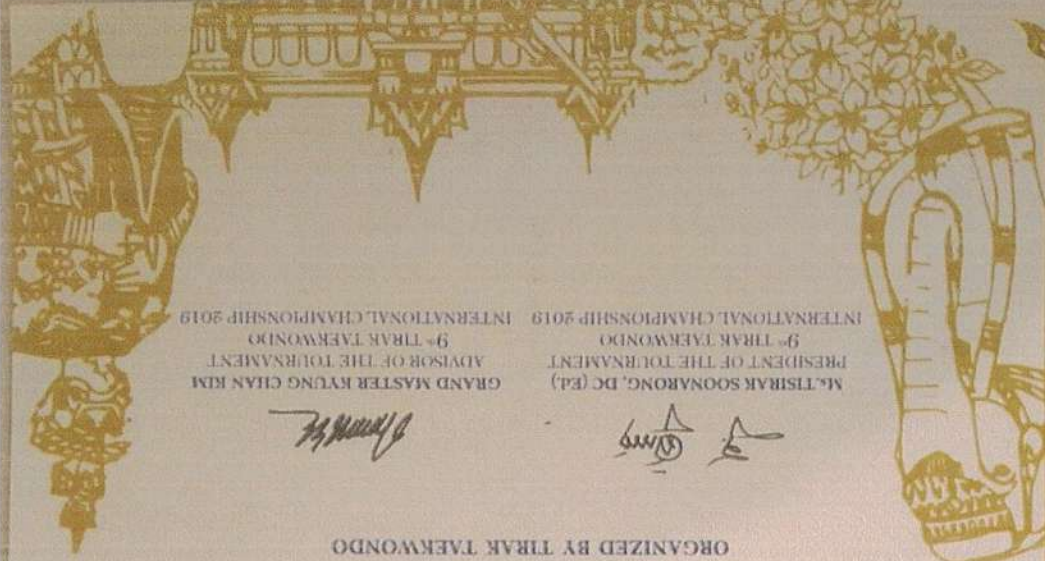 ORGANIZED BY TIRAK TAEKWONDO
Ms.TISIRAK SOONARONG, DC (Ed.)
PRESIDENT OF THE TOURNAMENT
9th TIRAK TAEKWONDO
INTERNATIONAL CHAMPIONSHIP 2019
GRAND MASTER KYUNG CHAN KIM
ADVISOR OF THE TOURNAMENT
9th TIRAK TAEKWONDO
INTERNATIONAL CHAMPIONSHIP 2019